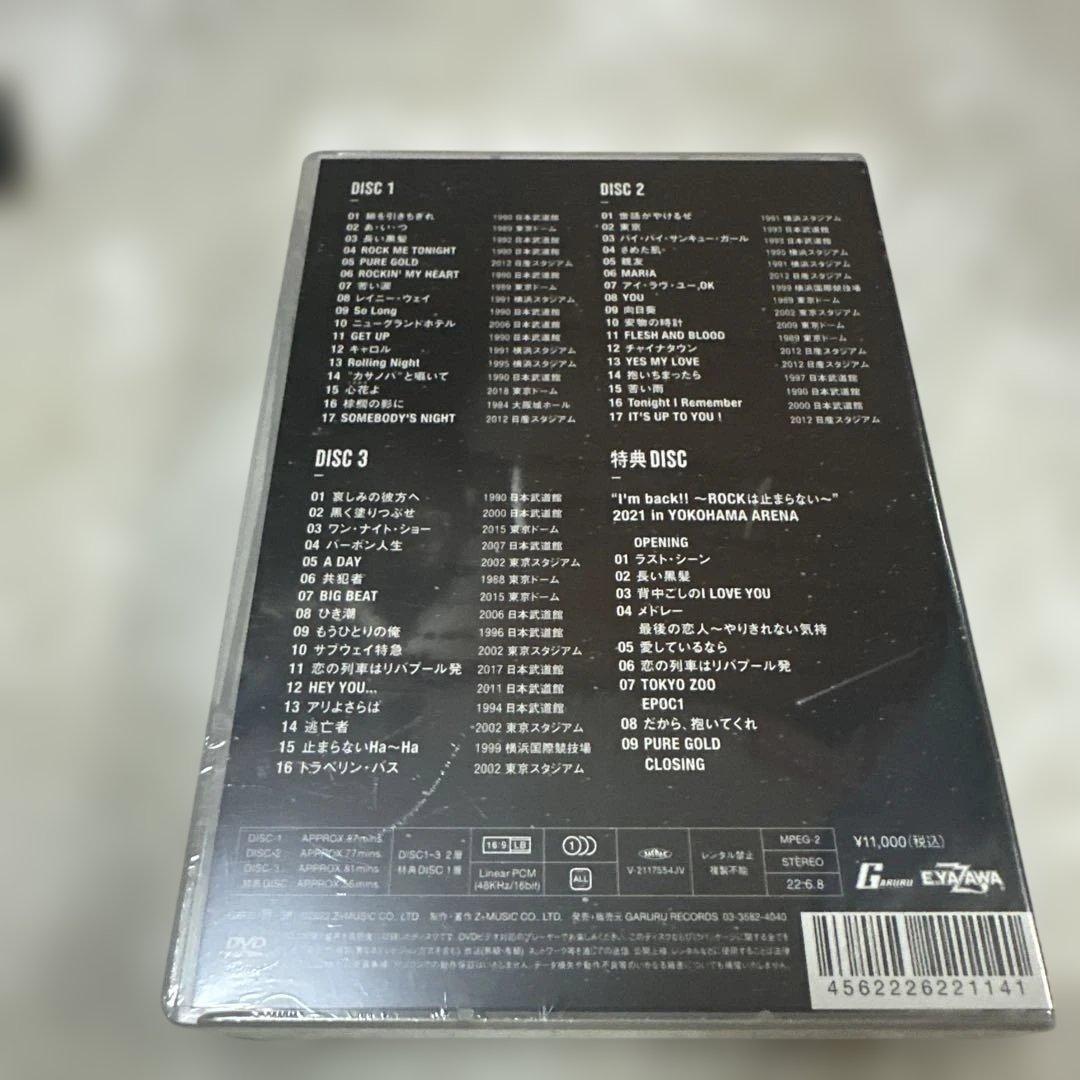 DISC 1
01 鎖を引きちぎれ 1990 日本武道館
02 あ・い・つ 1989 東京ドーム
03 長い黒髪 1992 日本武道館
04 ROCK ME TONIGHT 1990 日本武道館
05 PURE GOLD 2012 日産スタジアム
06 ROCKIN' MY HEART 1990 日本武道館
07 苦い涙 1989 東京ドーム
08 レイニー・ウェイ 1991 横浜スタジアム
09 So Long 1990 日本武道館
10 ニューグランドホテル 2006 日本武道館
11 GET UP 1990 日本武道館
12 キャロル 1991 横浜スタジアム
13 Rolling Night 1995 横浜スタジアム
14 "カサノバ"と囁いて 1990 日本武道館
15 心花よ 2018 東京ドーム
16 棕櫚の影に 1984 大阪城ホール
17 SOMEBODY'S NIGHT 2012 日産スタジアム
DISC 2
01 世話がやけるぜ 1991 横浜スタジアム
02 東京 1993 日本武道館
03 バイ・バイ・サンキュー・ガール 1993 日本武道館
04 さめた肌 1995 横浜スタジアム
05 親友 1991 横浜スタジアム
06 MARIA 2012 日産スタジアム
07 アイ・ラヴ・ユー,OK 1999 横浜国際競技場
08 YOU 1989 東京ドーム
09 向日葵 2002 東京スタジアム
10 安物の時計 2009 東京ドーム
11 FLESH AND BLOOD 1989 東京ドーム
12 チャイナタウン 2012 日産スタジアム
13 YES MY LOVE 2012 日産スタジアム
14 抱いちまったら 1997 日本武道館
15 苦い雨 1990 日本武道館
16 Tonight I Remember 2000 日本武道館
17 IT'S UP TO YOU ! 2012 日産スタジアム
DISC 3
01 哀しみの彼方へ 1990 日本武道館
02 黒く塗りつぶせ 2000 日本武道館
03 ワン・ナイト・ショー 2015 東京ドーム
04 バーボン人生 2007 日本武道館
05 A DAY 2002 東京スタジアム
06 共犯者 1988 東京ドーム
07 BIG BEAT 2015 東京ドーム
08 ひき潮 2006 日本武道館
09 もうひとりの俺 1996 日本武道館
10 サブウェイ特急 2002 東京スタジアム
11 恋の列車はリバプール発 2017 日本武道館
12 HEY YOU... 2011 日本武道館
13 アリよさらば 1994 日本武道館
14 逃亡者 2002 東京スタジアム
15 止まらないHa〜Ha 1999 横浜国際競技場
16 トラベリン・バス 2002 東京スタジアム
特典 DISC
"I'm back!! 〜ROCKは止まらない〜"
2021 in YOKOHAMA ARENA
OPENING
01 ラスト・シーン
02 長い黒髪
03 背中ごしのI LOVE YOU
04 メドレー
最後の恋人〜やりきれない気持
05 愛しているなら
06 恋の列車はリバプール発
07 TOKYO ZOO
EPOC1
08 だから、抱いてくれ
09 PURE GOLD
CLOSING
DISC-1 APPROX.97mins.
DISC-2 APPROX.77mins.
DISC-3 APPROX.81mins.
特典DISC APPROX.56mins.
DISC1-3 2層
特典DISC 1層
16:9 LB
Linear PCM
(48KHz/16bit)
ALL
V-2117554JV
レンタル禁止
複製不能
MPEG-2
STEREO
22・6・8
¥11,000(税込)
GARURU
E.YAZAWA
2022 Z+MUSIC CO., LTD. 制作・著作 Z+MUSIC CO., LTD. 発売・販売元 GARURU RECORDS 03-3582-4040
DVD
4562226221141